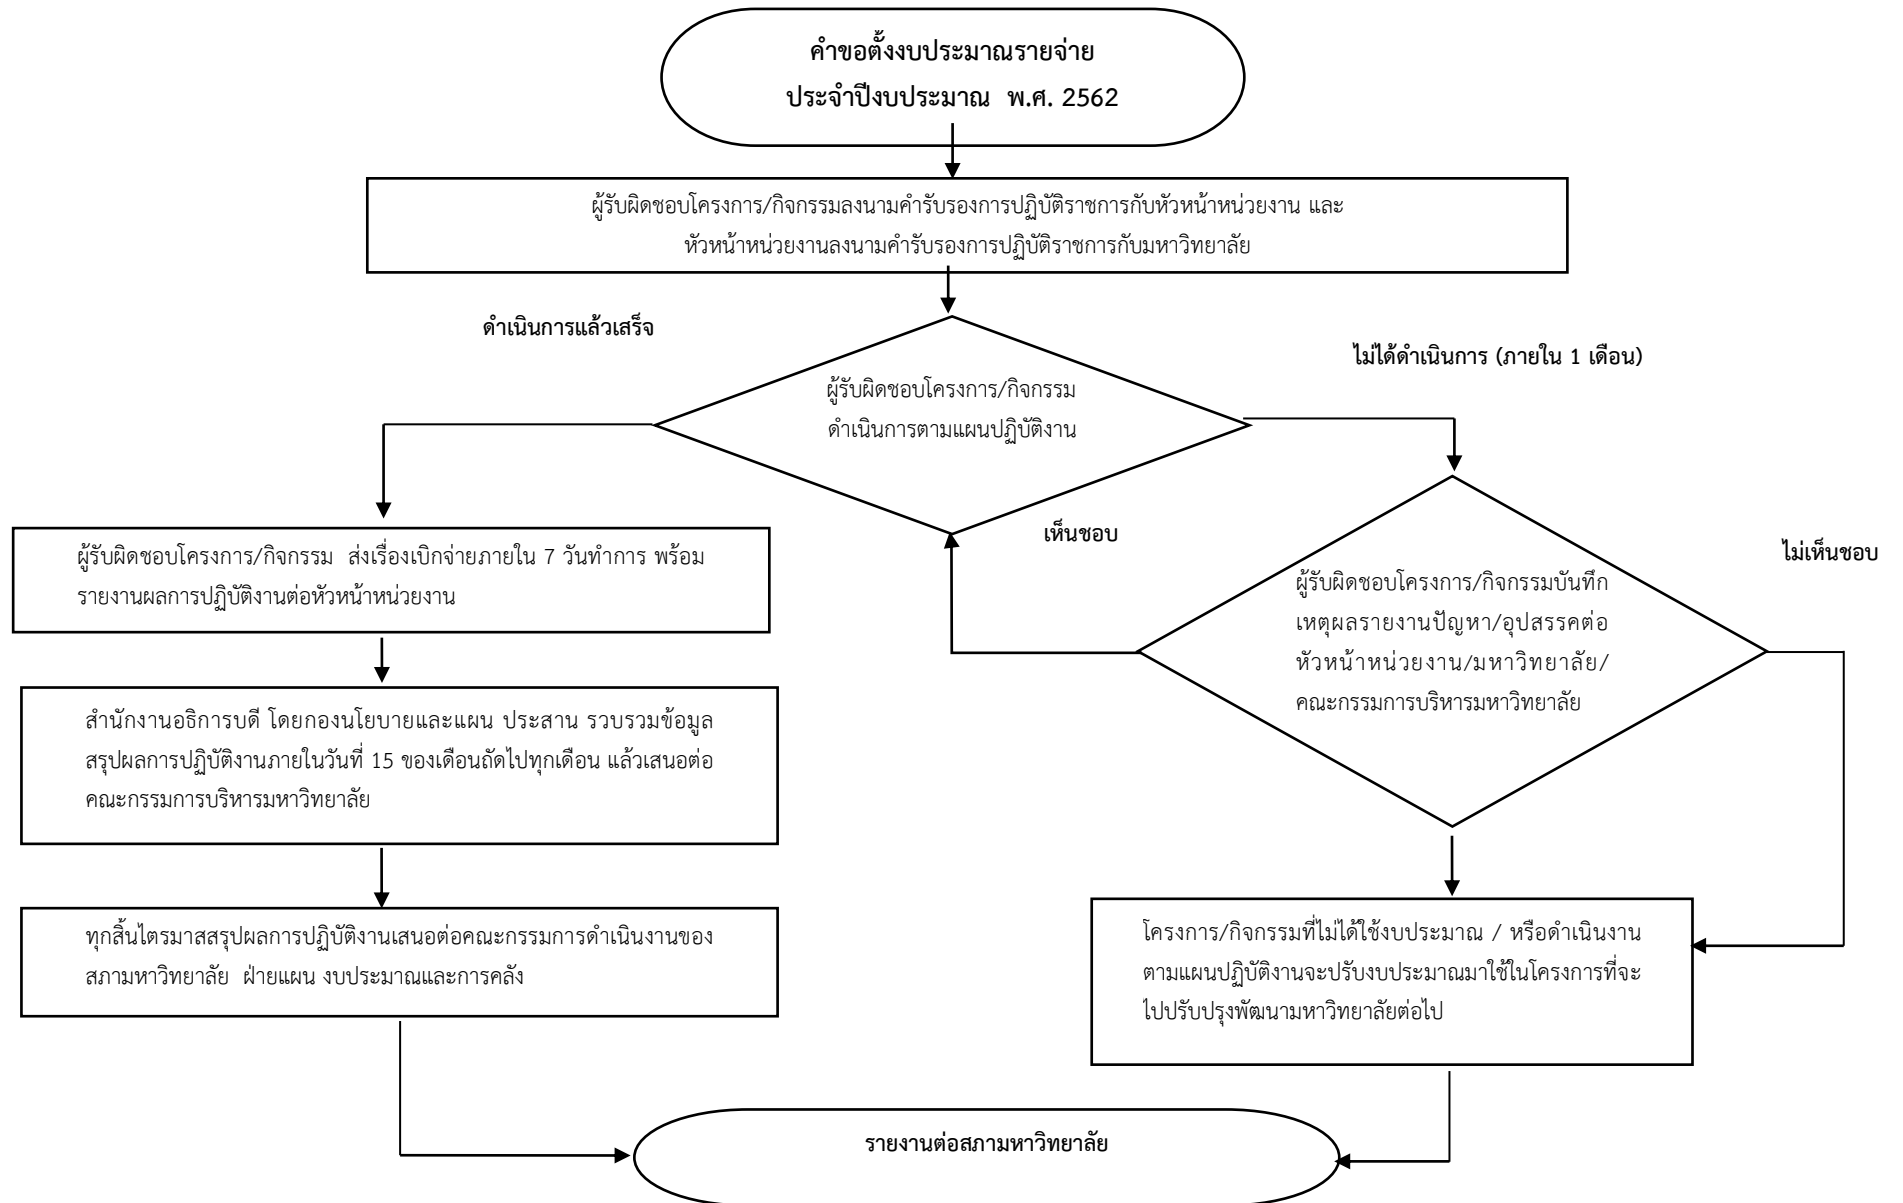 คำขอตั้งงบประมาณรายจ่าย
ประจำปีงบประมาณ พ.ศ. 2562
ผู้รับผิดชอบโครงการ/กิจกรรมลงนามคำรับรองการปฏิบัติราชการกับหัวหน้าหน่วยงาน และ
หัวหน้าหน่วยงานลงนามคำรับรองการปฏิบัติราชการกับมหาวิทยาลัย
ดำเนินการแล้วเสร็จ
ไม่ได้ดำเนินการ (ภายใน 1 เดือน)
ผู้รับผิดชอบโครงการ/กิจกรรม
ดำเนินการตามแผนปฏิบัติงาน
เห็นชอบ
ไม่เห็นชอบ
ผู้รับผิดชอบโครงการ/กิจกรรม ส่งเรื่องเบิกจ่ายภายใน 7 วันทำการ พร้อม
รายงานผลการปฏิบัติงานต่อหัวหน้าหน่วยงาน
ผู้รับผิดชอบโครงการ/กิจกรรมบันทึก
เหตุผลรายงานปัญหา/อุปสรรคต่อ
หัวหน้าหน่วยงาน/มหาวิทยาลัย/
คณะกรรมการบริหารมหาวิทยาลัย
สำนักงานอธิการบดี โดยกองนโยบายและแผน ประสาน รวบรวมข้อมูล
สรุปผลการปฏิบัติงานภายในวันที่ 15 ของเดือนถัดไปทุกเดือน แล้วเสนอต่อ
คณะกรรมการบริหารมหาวิทยาลัย
ทุกสิ้นไตรมาสสรุปผลการปฏิบัติงานเสนอต่อคณะกรรมการดำเนินงานของ
สภามหาวิทยาลัย ฝ่ายแผน งบประมาณและการคลัง
โครงการ/กิจกรรมที่ไม่ได้ใช้งบประมาณ / หรือดำเนินงาน
ตามแผนปฏิบัติงานจะปรับงบประมาณมาใช้ในโครงการที่จะ
ไปปรับปรุงพัฒนามหาวิทยาลัยต่อไป
รายงานต่อสภามหาวิทยาลัย